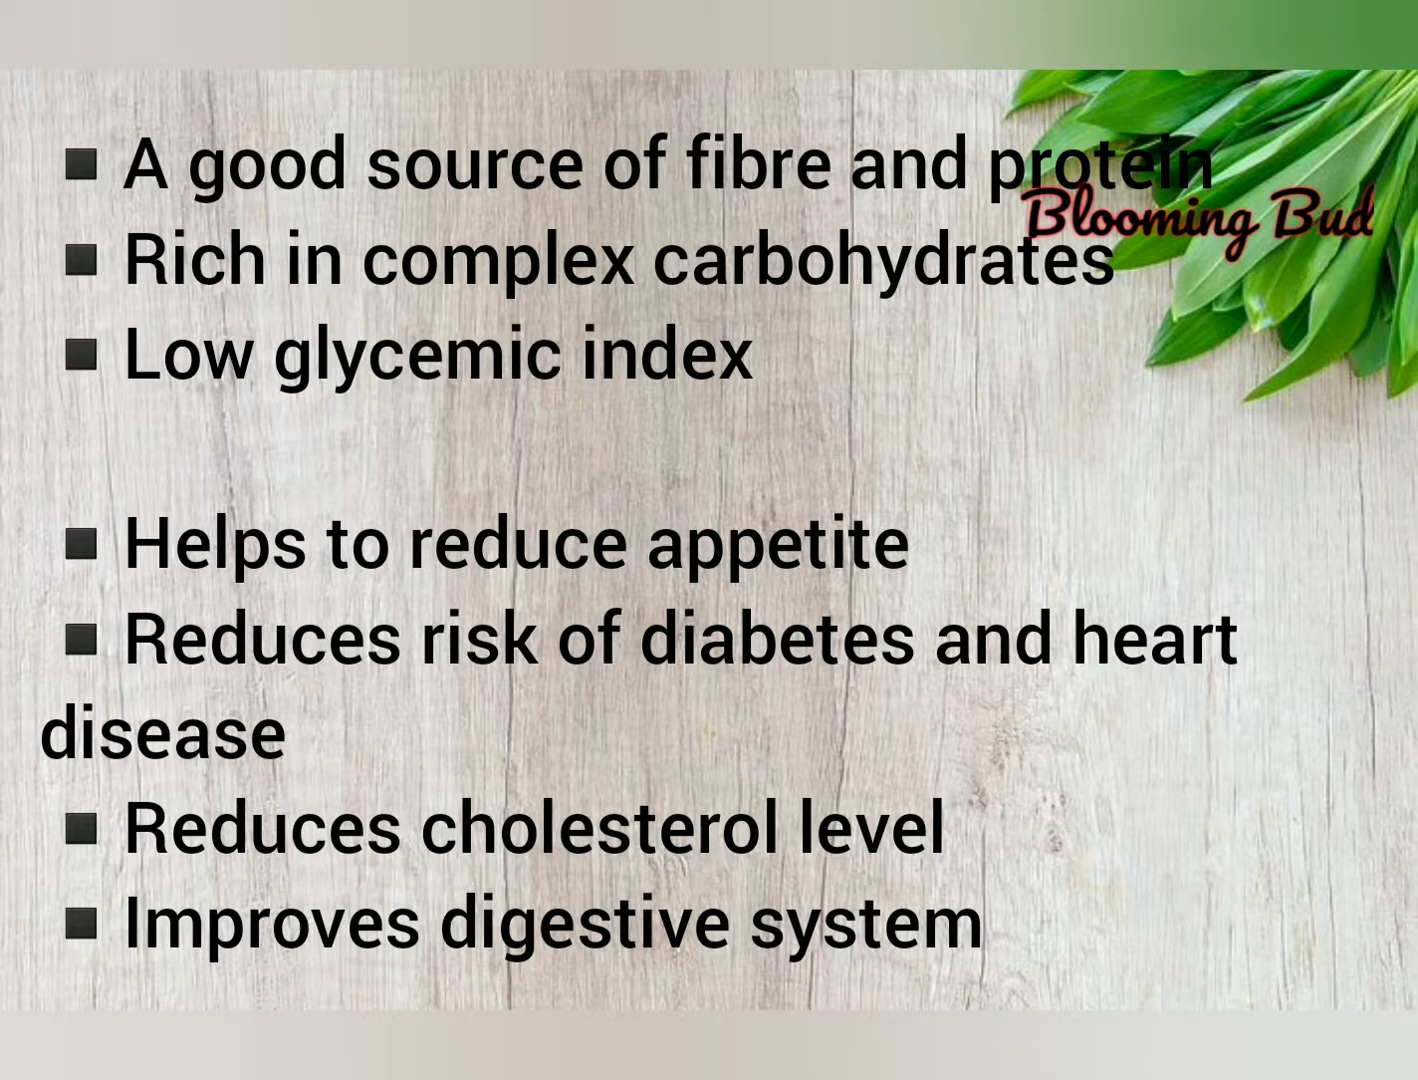 ▪ A good source of fibre and protein
Blooming Bud
▪ Rich in complex carbohydrates
▪ Low glycemic index
▪ Helps to reduce appetite
▪ Reduces risk of diabetes and heart
disease
▪ Reduces cholesterol level
▪ Improves digestive system